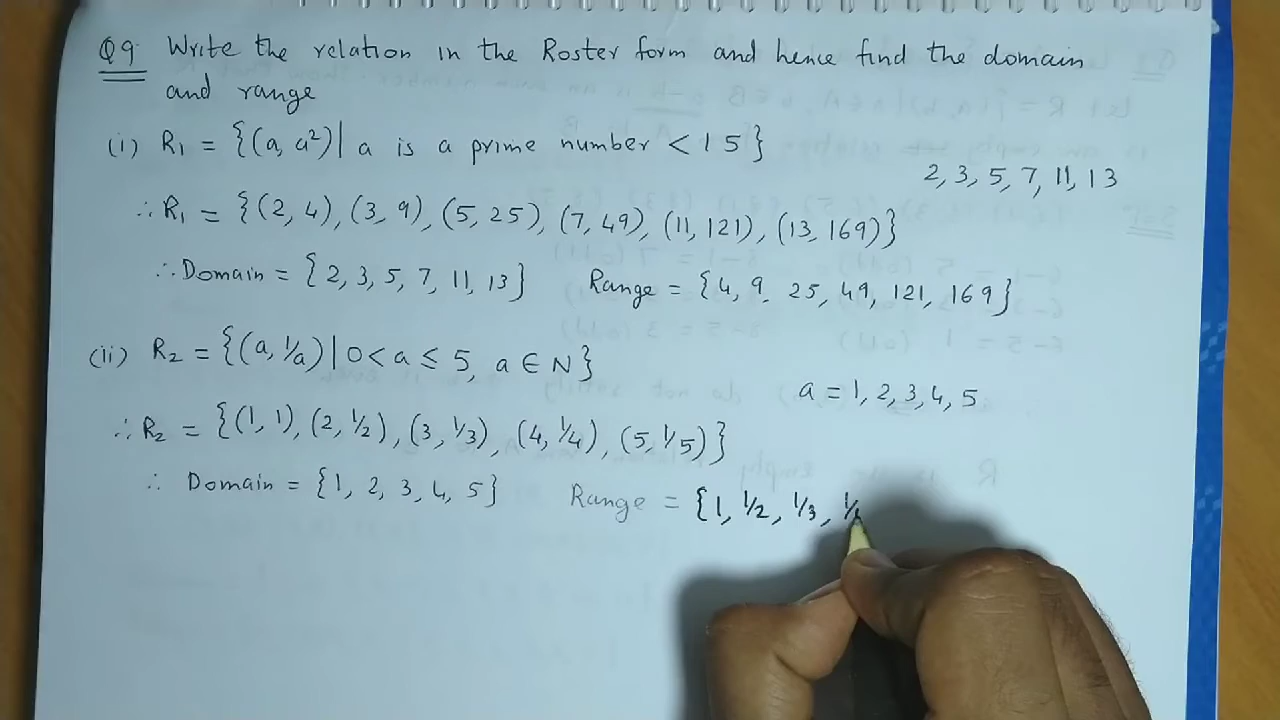 Q9 Write the relation in the Roster form and hence find the domain
and range
(i) R₁ = {(a, a²)| a is a prime number < 15}
2, 3, 5, 7, 11, 13
∴ R₁ = {(2, 4), (3, 9), (5, 25), (7, 49), (11, 121), (13, 169)}
∴ Domain = {2, 3, 5, 7, 11, 13} Range = {4, 9, 25, 49, 121, 169}
(ii) R₂ = {(a, 1/a)| 0 < a ≤ 5, a ∈ N}
a = 1, 2, 3, 4, 5
∴ R₂ = {(1, 1), (2, 1/2), (3, 1/3), (4, 1/4), (5, 1/5)}
∴ Domain = {1, 2, 3, 4, 5} Range = {1, 1/2, 1/3, 1/